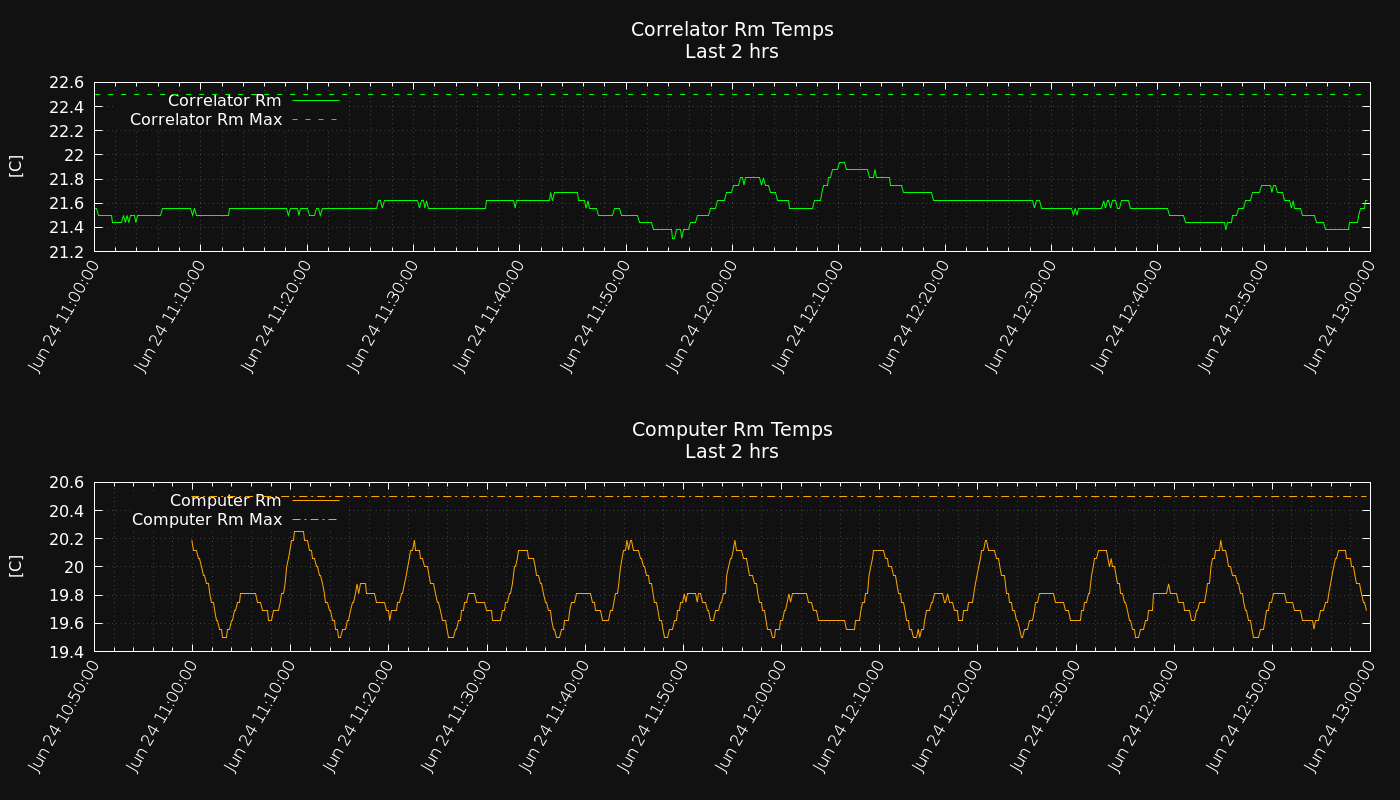 Correlator Rm Temps
Last 2 hrs
[C]
22.6
22.4
22.2
22
21.8
21.6
21.4
21.2
Correlator Rm
Correlator Rm Max
Jun 24 11:00:00
Jun 24 11:10:00
Jun 24 11:20:00
Jun 24 11:30:00
Jun 24 11:40:00
Jun 24 11:50:00
Jun 24 12:00:00
Jun 24 12:10:00
Jun 24 12:20:00
Jun 24 12:30:00
Jun 24 12:40:00
Jun 24 12:50:00
Jun 24 13:00:00
Computer Rm Temps
Last 2 hrs
[C]
20.6
20.4
20.2
20
19.8
19.6
19.4
Computer Rm
Computer Rm Max
Jun 24 10:50:00
Jun 24 11:00:00
Jun 24 11:10:00
Jun 24 11:20:00
Jun 24 11:30:00
Jun 24 11:40:00
Jun 24 11:50:00
Jun 24 12:00:00
Jun 24 12:10:00
Jun 24 12:20:00
Jun 24 12:30:00
Jun 24 12:40:00
Jun 24 12:50:00
Jun 24 13:00:00